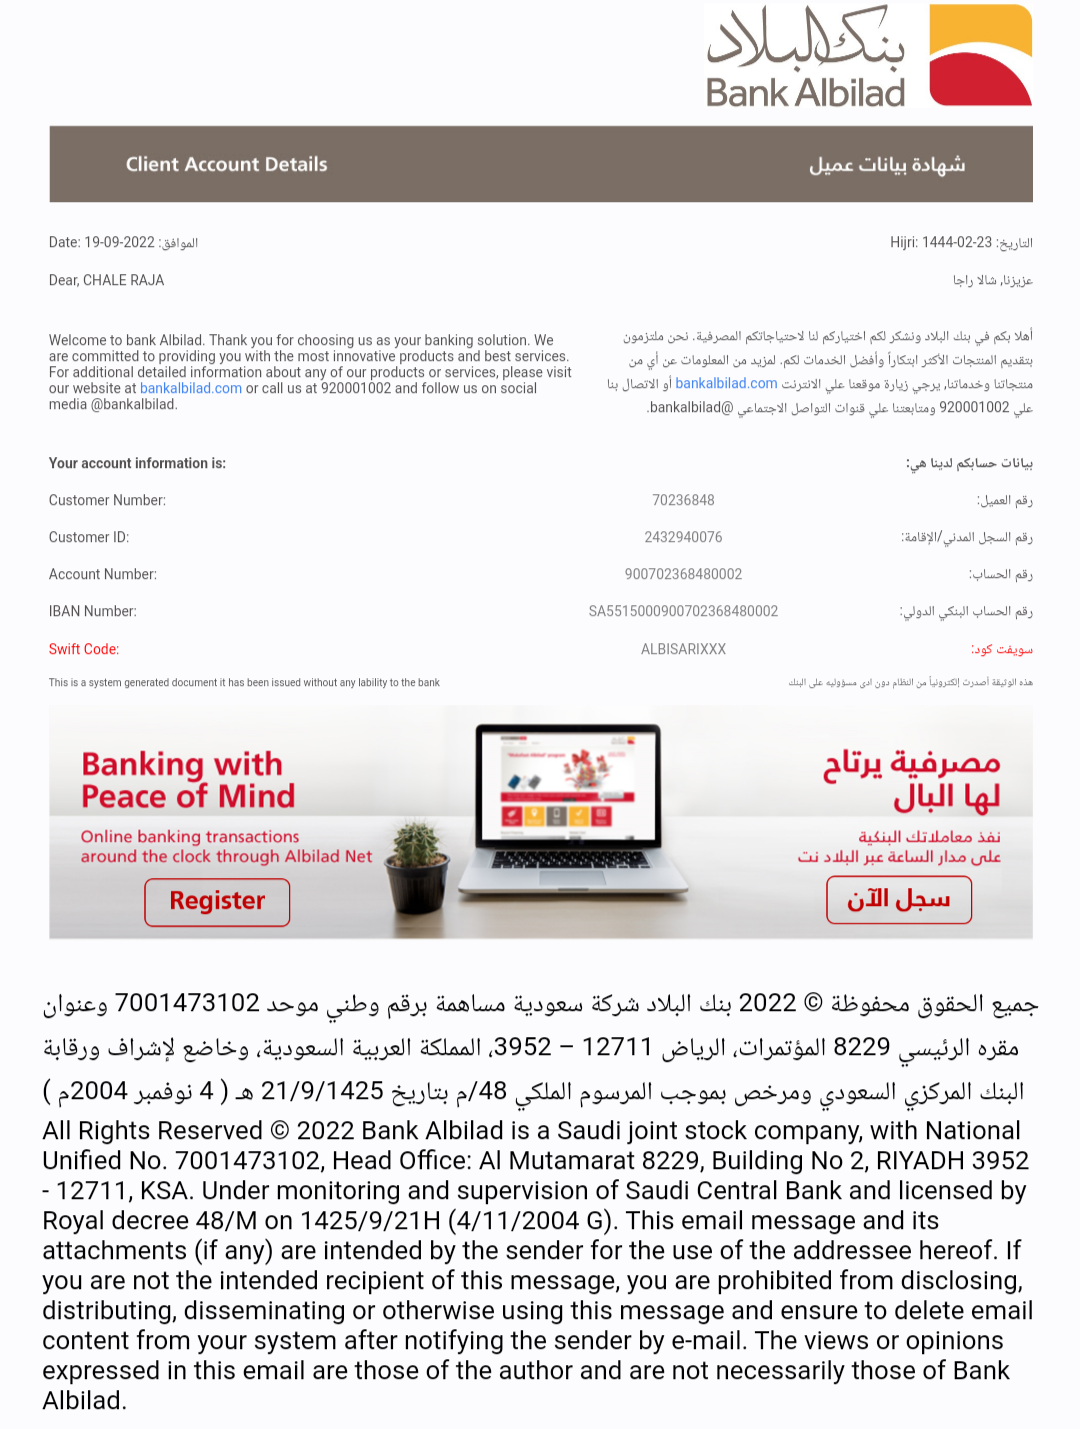 بنك البلاد
Bank Albilad
Client Account Details
شهادة بيانات عميل
Date: 19-09-2022 :الموافق
Hijri: 1444-02-23 :التاريخ
Dear, CHALE RAJA
عزيزنا, شالا راجا
Welcome to bank Albilad. Thank you for choosing us as your banking solution. We
are committed to providing you with the most innovative products and best services.
For additional detailed information about any of our products or services, please visit
our website at bankalbilad.com or call us at 920001002 and follow us on social
media @bankalbilad.
أهلا بكم في بنك البلاد ونشكر لكم اختياركم لنا لاحتياجاتكم المصرفية. نحن ملتزمون
بتقديم المنتجات الأكثر ابتكاراً وأفضل الخدمات لكم. لمزيد من المعلومات عن أي من
منتجاتنا وخدماتنا, يرجي زيارة موقعنا علي الانترنت bankalbilad.com أو الاتصال بنا
علي 920001002 ومتابعتنا علي قنوات التواصل الاجتماعي @bankalbilad.
Your account information is:
بيانات حسابكم لدينا هي:
Customer Number: 70236848 رقم العميل:
Customer ID: 2432940076 رقم السجل المدني/الإقامة:
Account Number: 900702368480002 رقم الحساب:
IBAN Number: SA5515000900702368480002 رقم الحساب البنكي الدولي:
Swift Code: ALBISARIXXX سويفت كود:
This is a system generated document it has been issued without any lability to the bank
هذه الوثيقة أصدرت إلكترونياً من النظام دون ادى مسؤوليه على البنك
Banking with
Peace of Mind
Online banking transactions
around the clock through Albilad Net
Register
مصرفية يرتاح
لها البال
نفذ معاملاتك البنكية
على مدار الساعة عبر البلاد نت
سجل الآن
جميع الحقوق محفوظة © 2022 بنك البلاد شركة سعودية مساهمة برقم وطني موحد 7001473102 وعنوان
مقره الرئيسي 8229 المؤتمرات، الرياض 12711 – 3952، المملكة العربية السعودية، وخاضع لإشراف ورقابة
البنك المركزي السعودي ومرخص بموجب المرسوم الملكي 48/م بتاريخ 21/9/1425 هـ ( 4 نوفمبر 2004م )
All Rights Reserved © 2022 Bank Albilad is a Saudi joint stock company, with National
Unified No. 7001473102, Head Office: Al Mutamarat 8229, Building No 2, RIYADH 3952
- 12711, KSA. Under monitoring and supervision of Saudi Central Bank and licensed by
Royal decree 48/M on 1425/9/21H (4/11/2004 G). This email message and its
attachments (if any) are intended by the sender for the use of the addressee hereof. If
you are not the intended recipient of this message, you are prohibited from disclosing,
distributing, disseminating or otherwise using this message and ensure to delete email
content from your system after notifying the sender by e-mail. The views or opinions
expressed in this email are those of the author and are not necessarily those of Bank
Albilad.